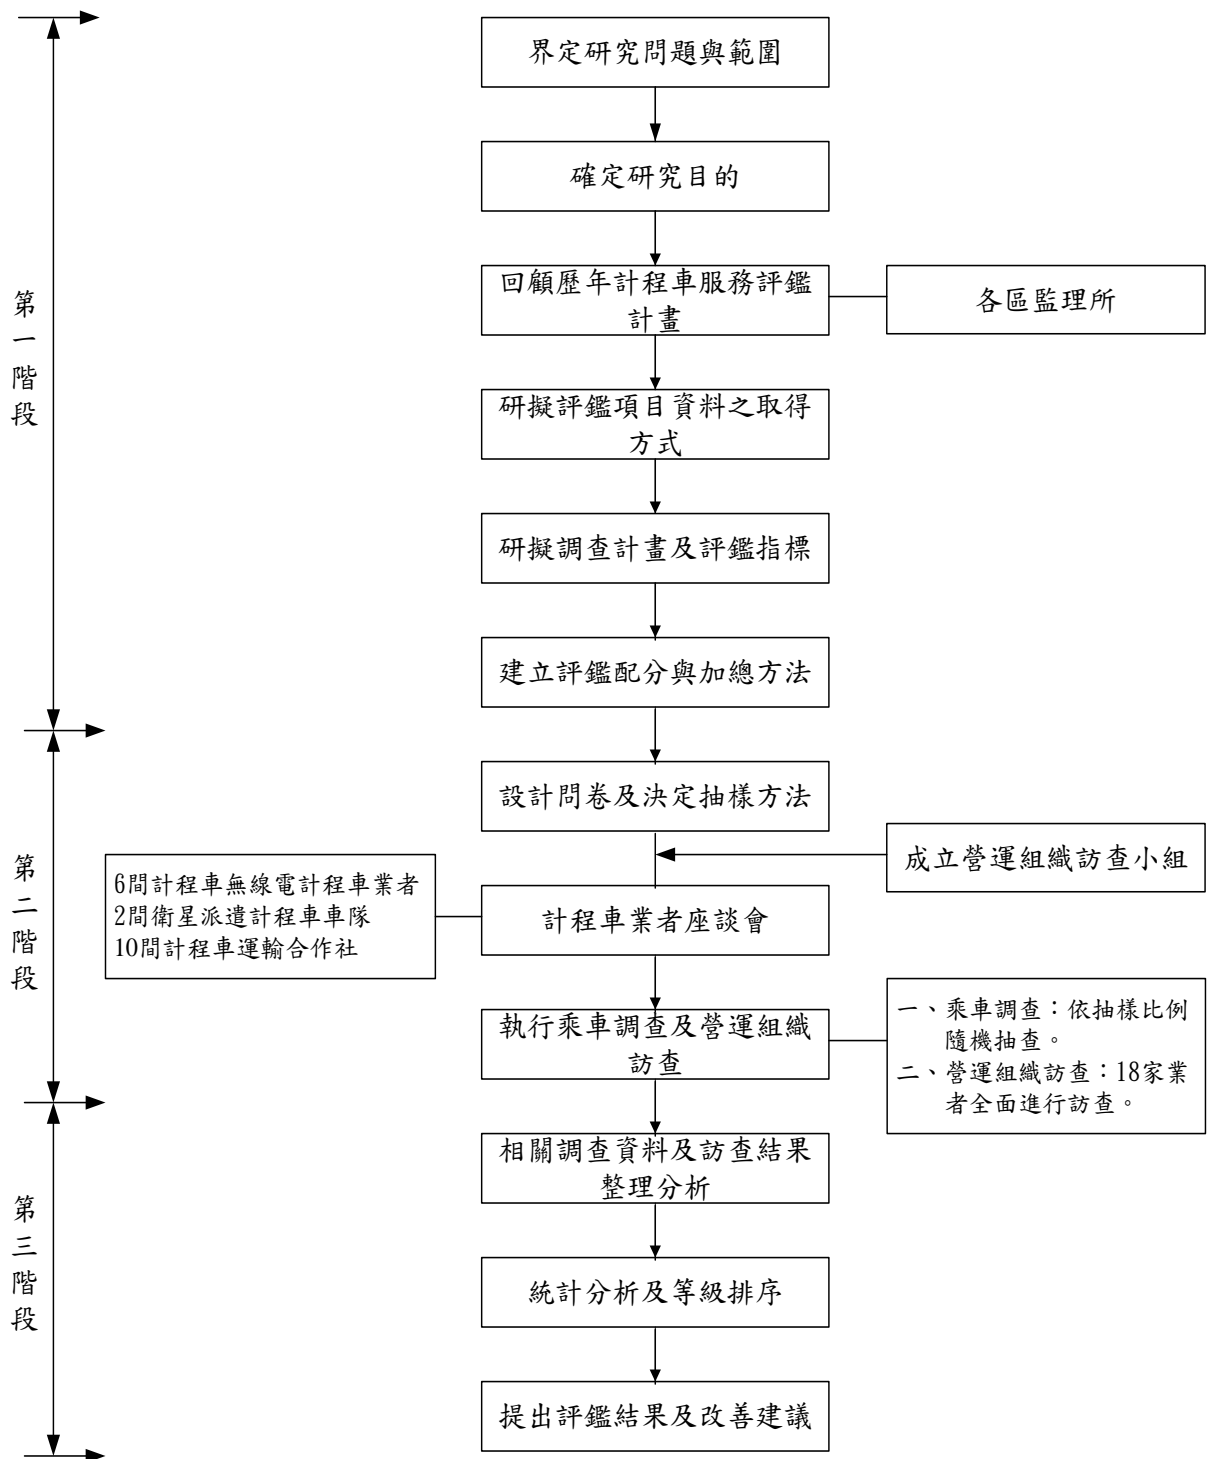 界定研究問題與範圍
確定研究目的
回顧歷年計程車服務評鑑
計畫
各區監理所
第一階段
研擬評鑑項目資料之取得
方式
研擬調查計畫及評鑑指標
建立評鑑配分與加總方法
設計問卷及決定抽樣方法
成立營運組織訪查小組
第二階段
6間計程車無線電計程車業者
2間衛星派遣計程車車隊
10間計程車運輸合作社
計程車業者座談會
執行乘車調查及營運組織
訪查
一、乘車調查：依抽樣比例
隨機抽查。
二、營運組織訪查：18家業
者全面進行訪查。
第三階段
相關調查資料及訪查結果
整理分析
統計分析及等級排序
提出評鑑結果及改善建議